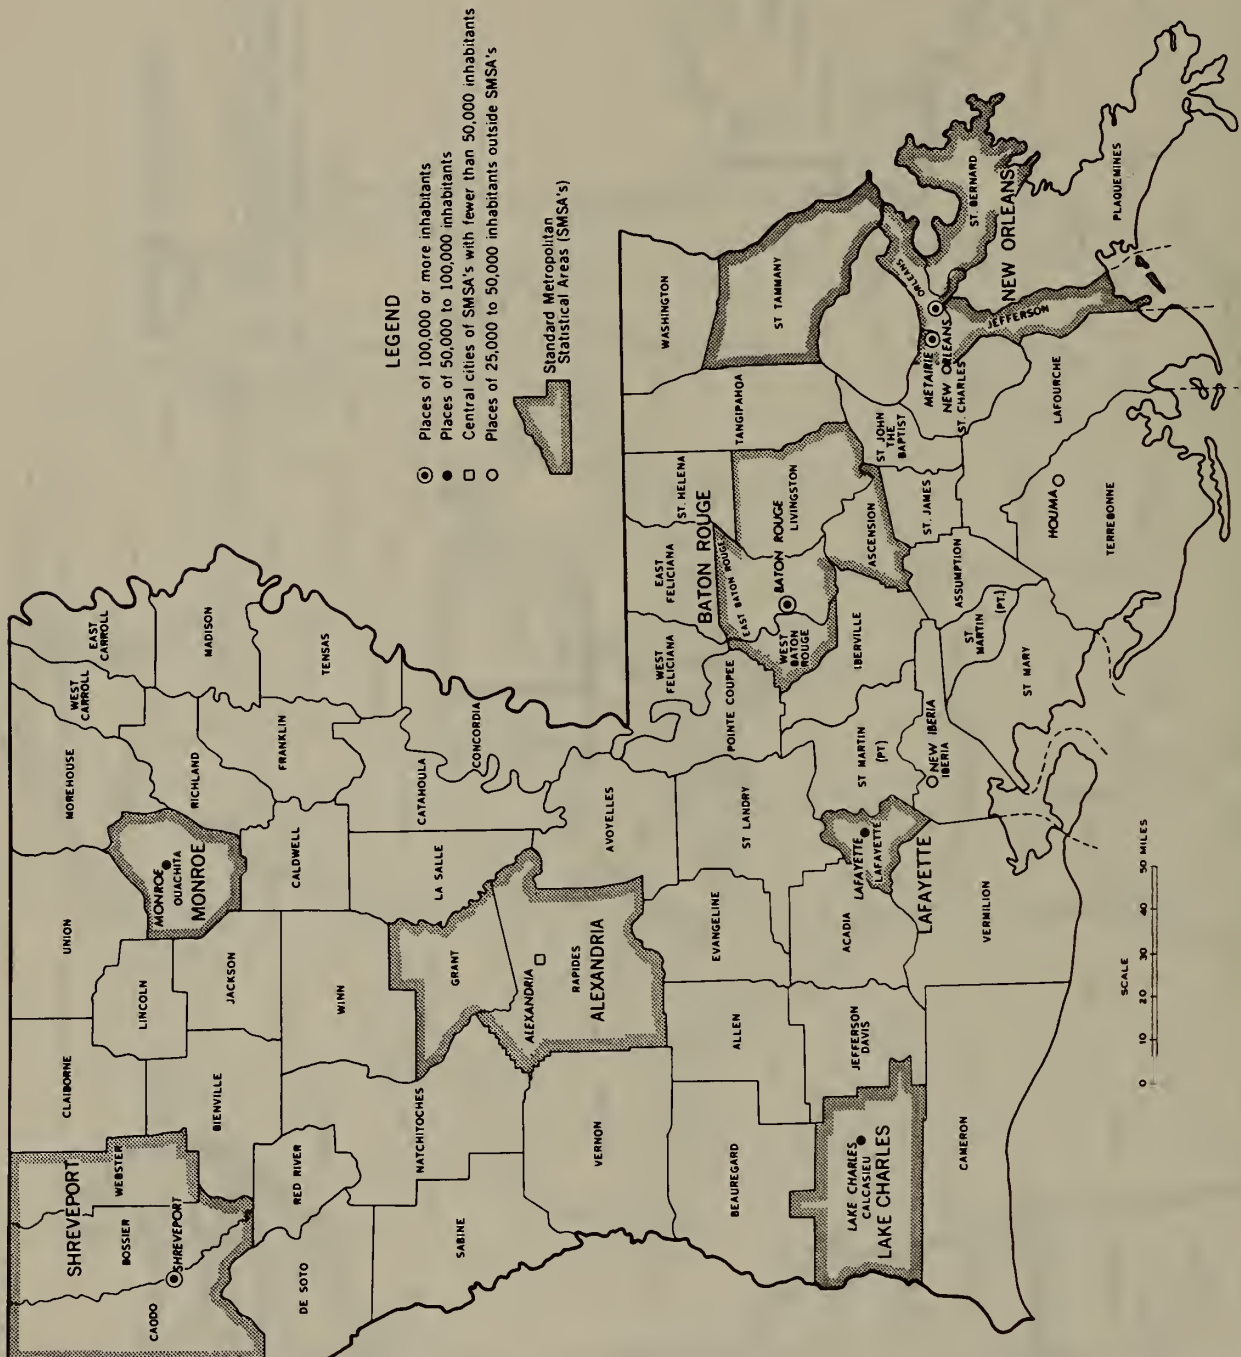 LEGEND
Places of 100,000 or more inhabitants
Places of 50,000 to 100,000 inhabitants
Central cities of SMSA's with fewer than 50,000 inhabitants
Places of 25,000 to 50,000 inhabitants outside SMSA's
Standard Metropolitan
Statistical Areas (SMSA's)
SHREVEPORT
CAODO
BOSSIER
WEBSTER
SHREVEPORT
CLAIBORNE
UNION
MOREHOUSE
WEST
CARROLL
EAST
CARROLL
LINCOLN
MONROE
OUACHITA
MONROE
RICHLAND
MADISON
BIENVILLE
JACKSON
DE SOTO
RED RIVER
WINN
CALDWELL
FRANKLIN
TENSAS
SABINE
NATCHITOCHES
GRANT
LA SALLE
CATAHOULA
CONCORDIA
VERNON
ALEXANDRIA
RAPIDES
ALEXANDRIA
AVOYELLES
BEAUREGARD
ALLEN
EVANGELINE
ST LANDRY
POINTE COUPEE
WEST
FELICIANA
EAST
FELICIANA
ST. HELENA
TANGIPAHOA
WASHINGTON
BATON ROUGE
EAST BATON ROUGE
BATON ROUGE
WEST
BATON
ROUGE
LIVINGSTON
ST TAMMANY
LAKE CHARLES
CALCASIEU
LAKE CHARLES
JEFFERSON
DAVIS
ACADIA
LAFAYETTE
LAFAYETTE
LAFAYETTE
ST MARTIN
(PT)
IBERVILLE
ASCENSION
ST JOHN
THE
BAPTIST
ORLEANS
METAIRIE
NEW ORLEANS
ST. CHARLES
ST. BERNARD
NEW ORLEANS
CAMERON
VERMILION
NEW IBERIA
IBERIA
ST
MARTIN
(PT.)
ASSUMPTION
ST. JAMES
JEFFERSON
ST MARY
HOUMA
TERREBONNE
LAFOURCHE
PLAQUEMINES
SCALE
0 10 20 30 40 50 MILES